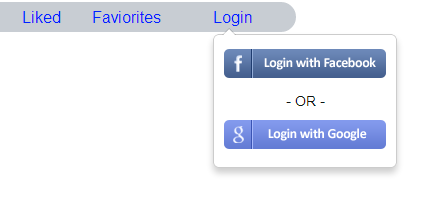 Liked Faviorites Login
f Login with Facebook
- OR -
g Login with Google